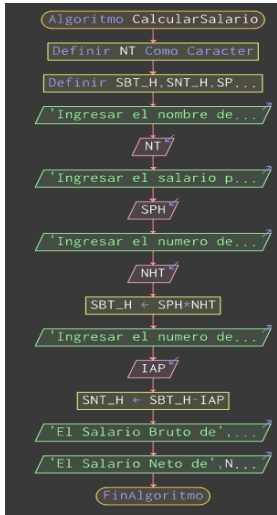 Algoritmo CalcularSalario
Definir NT Como Caracter
Definir SBT_H,SNT_H,SP...
'Ingresar el nombre de...
NT
'Ingresar el salario p...
SPH
'Ingresar el numero de...
NHT
SBT_H ← SPH*NHT
'Ingresar el numero de...
IAP
SNT_H ← SBT_H-IAP
'El Salario Bruto de',...
'El Salario Neto de',N...
FinAlgoritmo